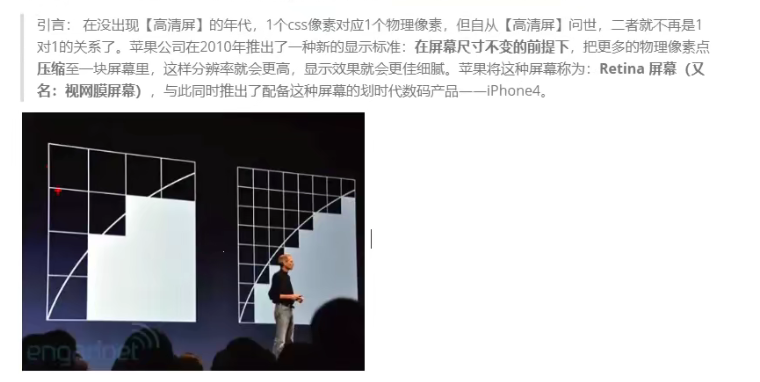 引言： 在没出现【高清屏】的年代，1个css像素对应1个物理像素，但自从【高清屏】问世，二者就不再是1
对1的关系了。苹果公司在2010年推出了一种新的显示标准：在屏幕尺寸不变的前提下，把更多的物理像素点
压缩至一块屏幕里，这样分辨率就会更高，显示效果就会更佳细腻。苹果将这种屏幕称为：Retina 屏幕（又
名：视网膜屏幕），与此同时推出了配备这种屏幕的划时代数码产品——iPhone4。
engadget